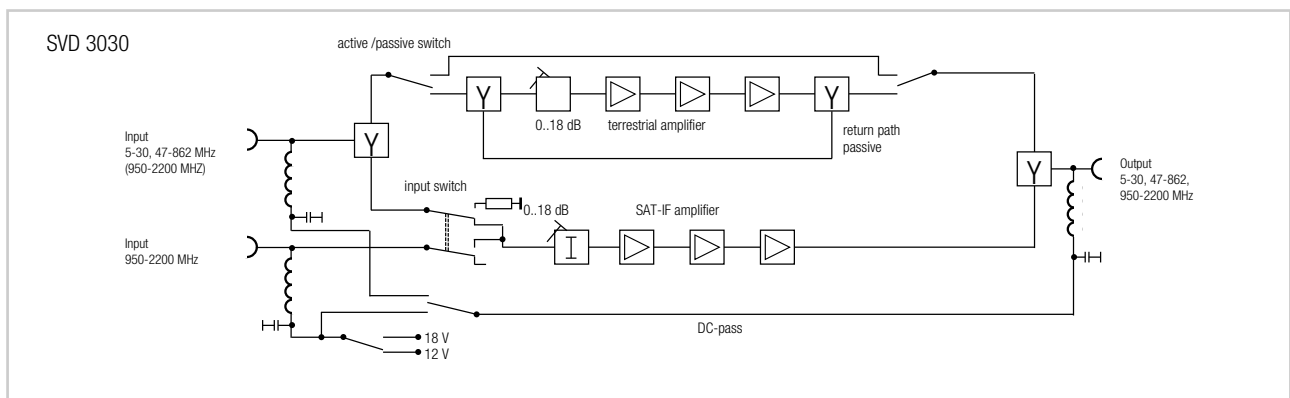 SVD 3030
active /passive switch
Y
Y
0..18 dB
terrestrial amplifier
return path
passive
Input
5-30, 47-862 MHz
(950-2200 MHZ)
Y
Y
Output
5-30, 47-862,
950-2200 MHz
input switch
0..18 dB
SAT-IF amplifier
I
Input
950-2200 MHz
DC-pass
18 V
12 V